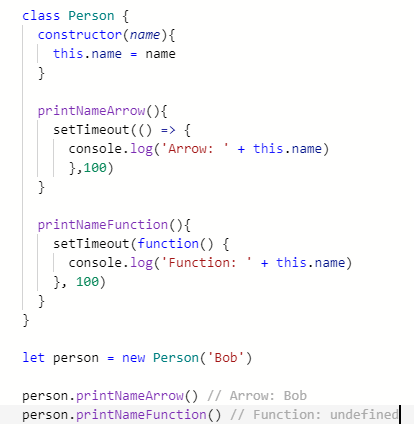 class Person {
  constructor(name){
    this.name = name
  }

  printNameArrow(){
    setTimeout(() => {
      console.log('Arrow: ' + this.name)
      },100)
  }

  printNameFunction(){
    setTimeout(function() {
      console.log('Function: ' + this.name)
    }, 100)
  }
}

let person = new Person('Bob')

person.printNameArrow() // Arrow: Bob
person.printNameFunction() // Function: undefined